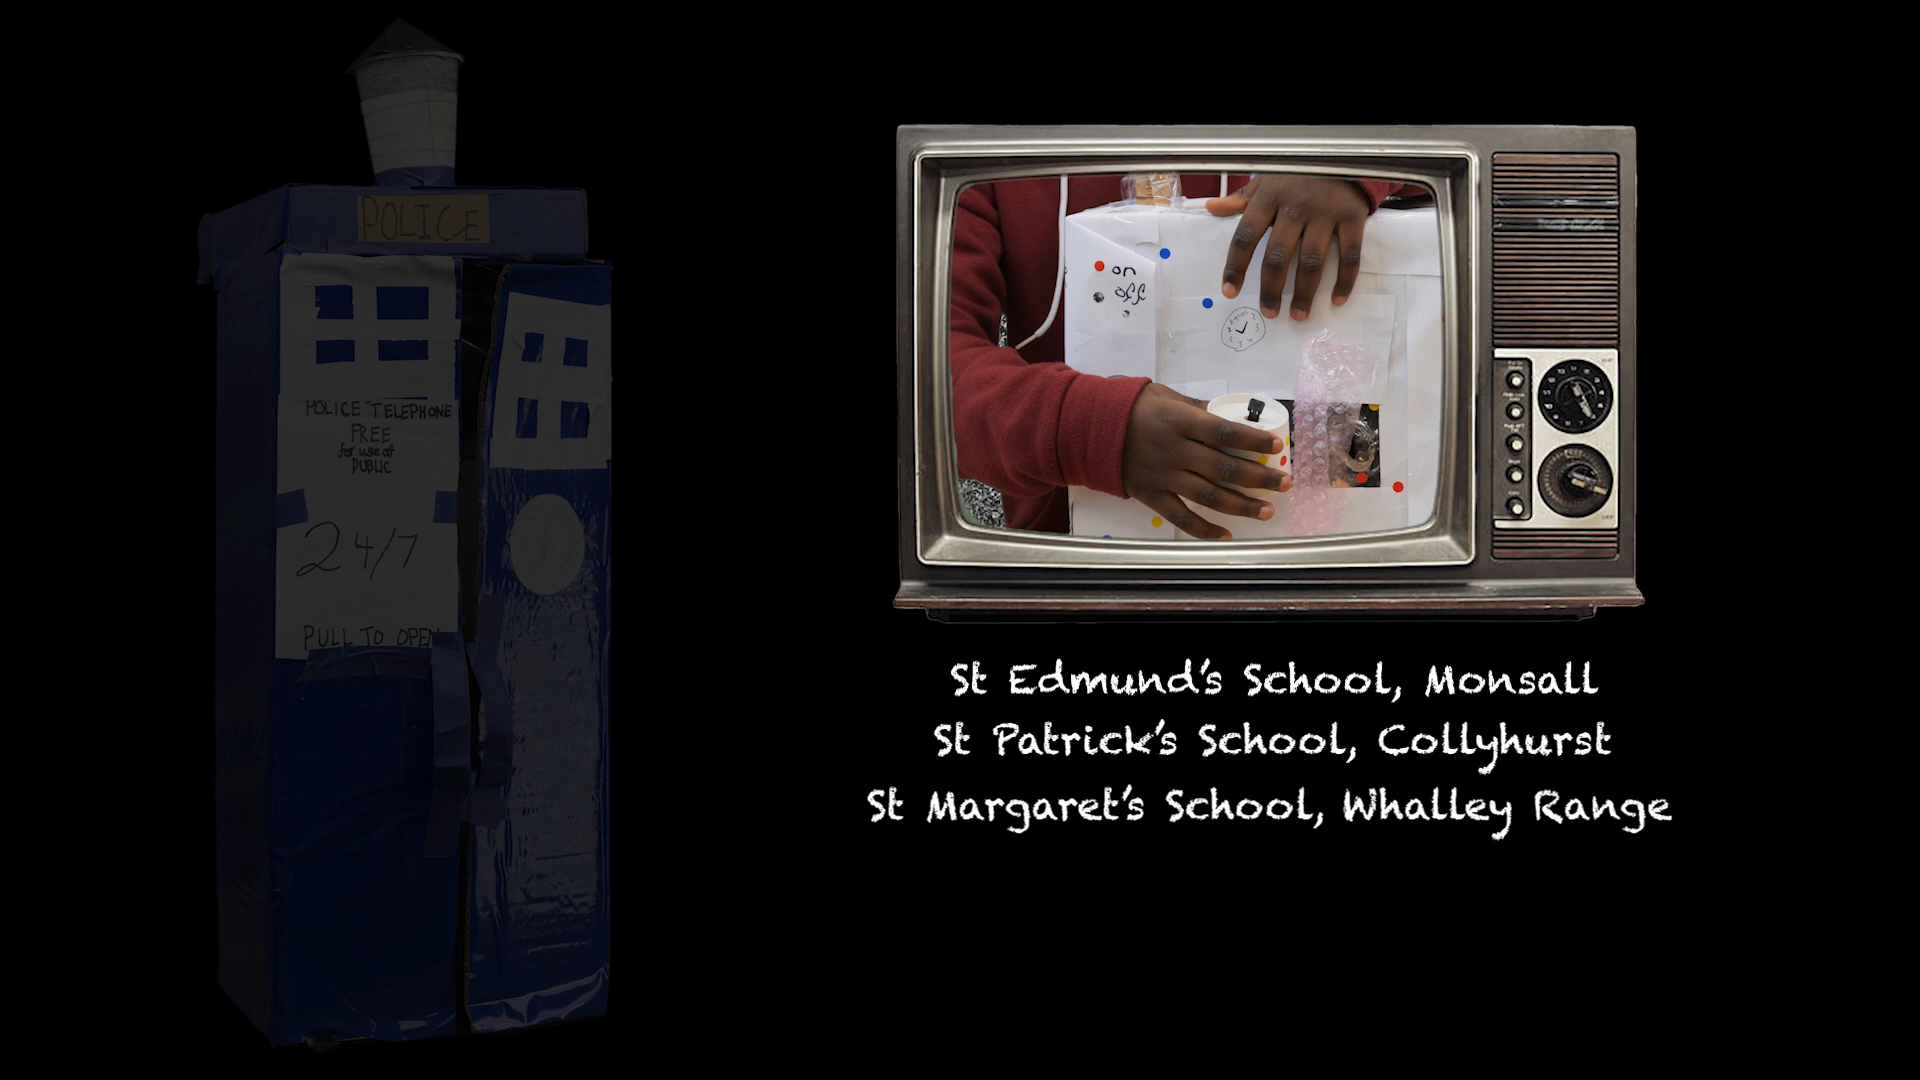 POLICE
POLICE TELEPHONE
FREE
for use of
PUBLIC
24/7
PULL TO OPEN
on
off
St Edmund's School, Monsall
St Patrick's School, Collyhurst
St Margaret's School, Whalley Range